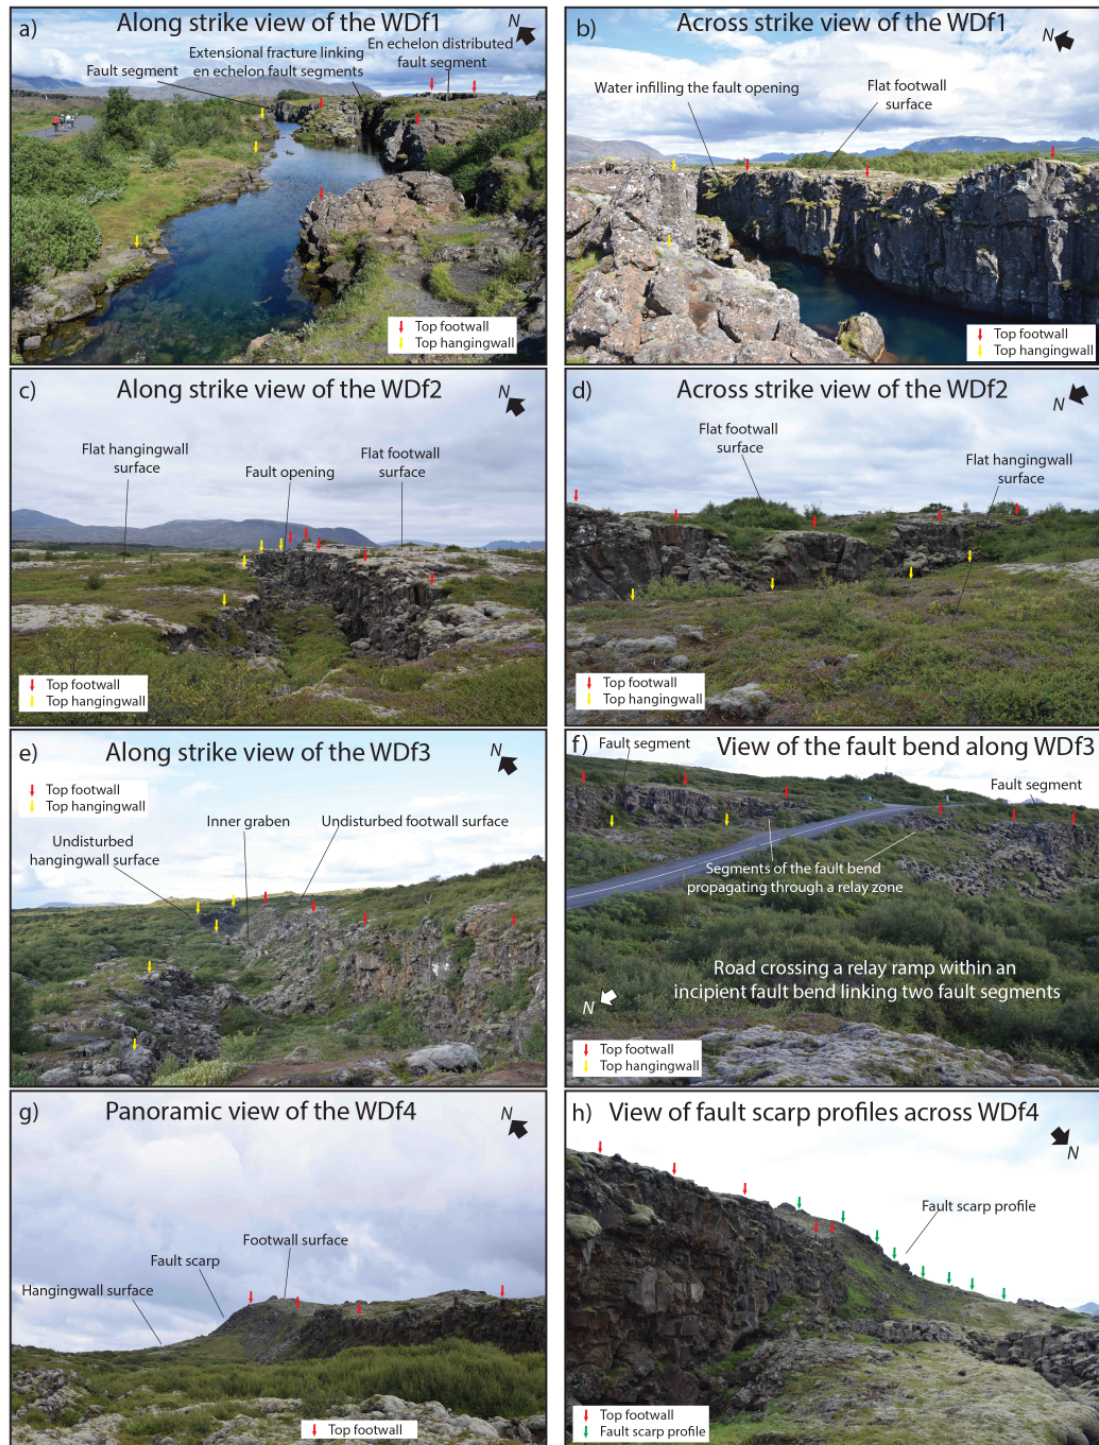 a) Along strike view of the WDf1
N
En echelon distributed
fault segment
Extensional fracture linking
en echelon fault segments
Fault segment
Top footwall
Top hangingwall
b) Across strike view of the WDf1
N
Water infilling the fault opening
Flat footwall
surface
Top footwall
Top hangingwall
c) Along strike view of the WDf2
N
Flat hangingwall
surface
Fault opening
Flat footwall
surface
Top footwall
Top hangingwall
d) Across strike view of the WDf2
N
Flat footwall
surface
Flat hangingwall
surface
Top footwall
Top hangingwall
e) Along strike view of the WDf3
N
Top footwall
Top hangingwall
Inner graben
Undisturbed footwall surface
Undisturbed
hangingwall surface
f) View of the fault bend along WDf3
Fault segment
Fault segment
Segments of the fault bend
propagating through a relay zone
Road crossing a relay ramp within an
incipient fault bend linking two fault segments
N
Top footwall
Top hangingwall
g) Panoramic view of the WDf4
N
Footwall surface
Fault scarp
Hangingwall surface
Top footwall
h) View of fault scarp profiles across WDf4
N
Fault scarp profile
Top footwall
Fault scarp profile